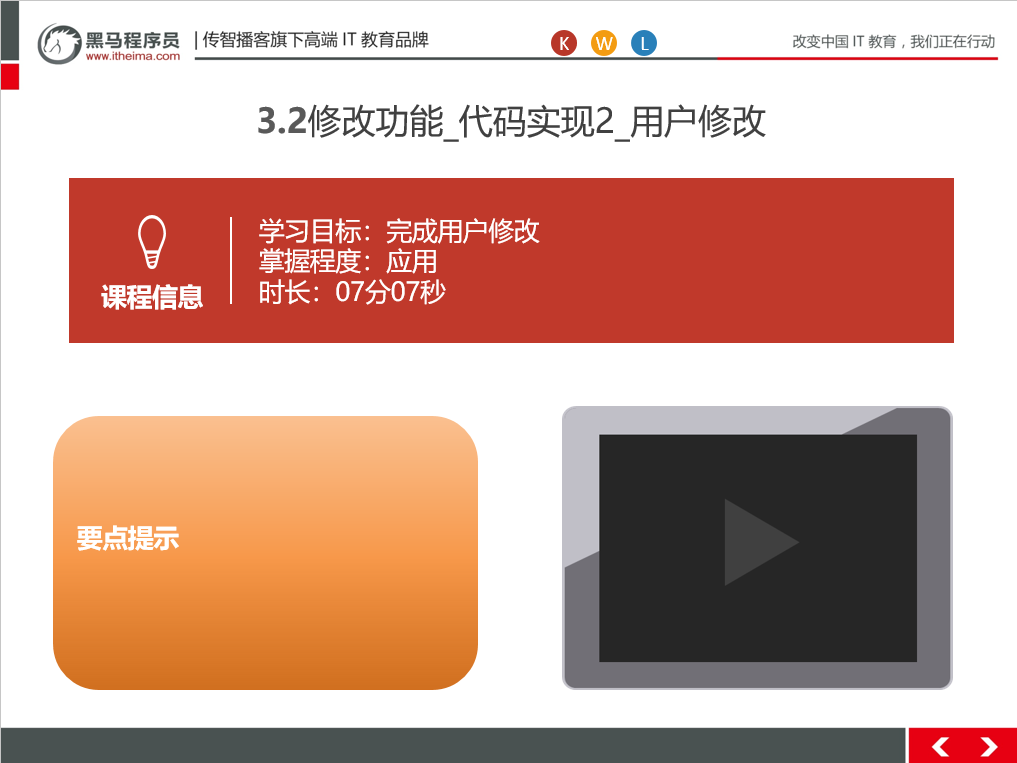 黑马程序员
www.itheima.com
| 传智播客旗下高端 IT 教育品牌
K W L
改变中国 IT 教育，我们正在行动
3.2修改功能_代码实现2_用户修改
课程信息
学习目标：完成用户修改
掌握程度：应用
时长：07分07秒
要点提示